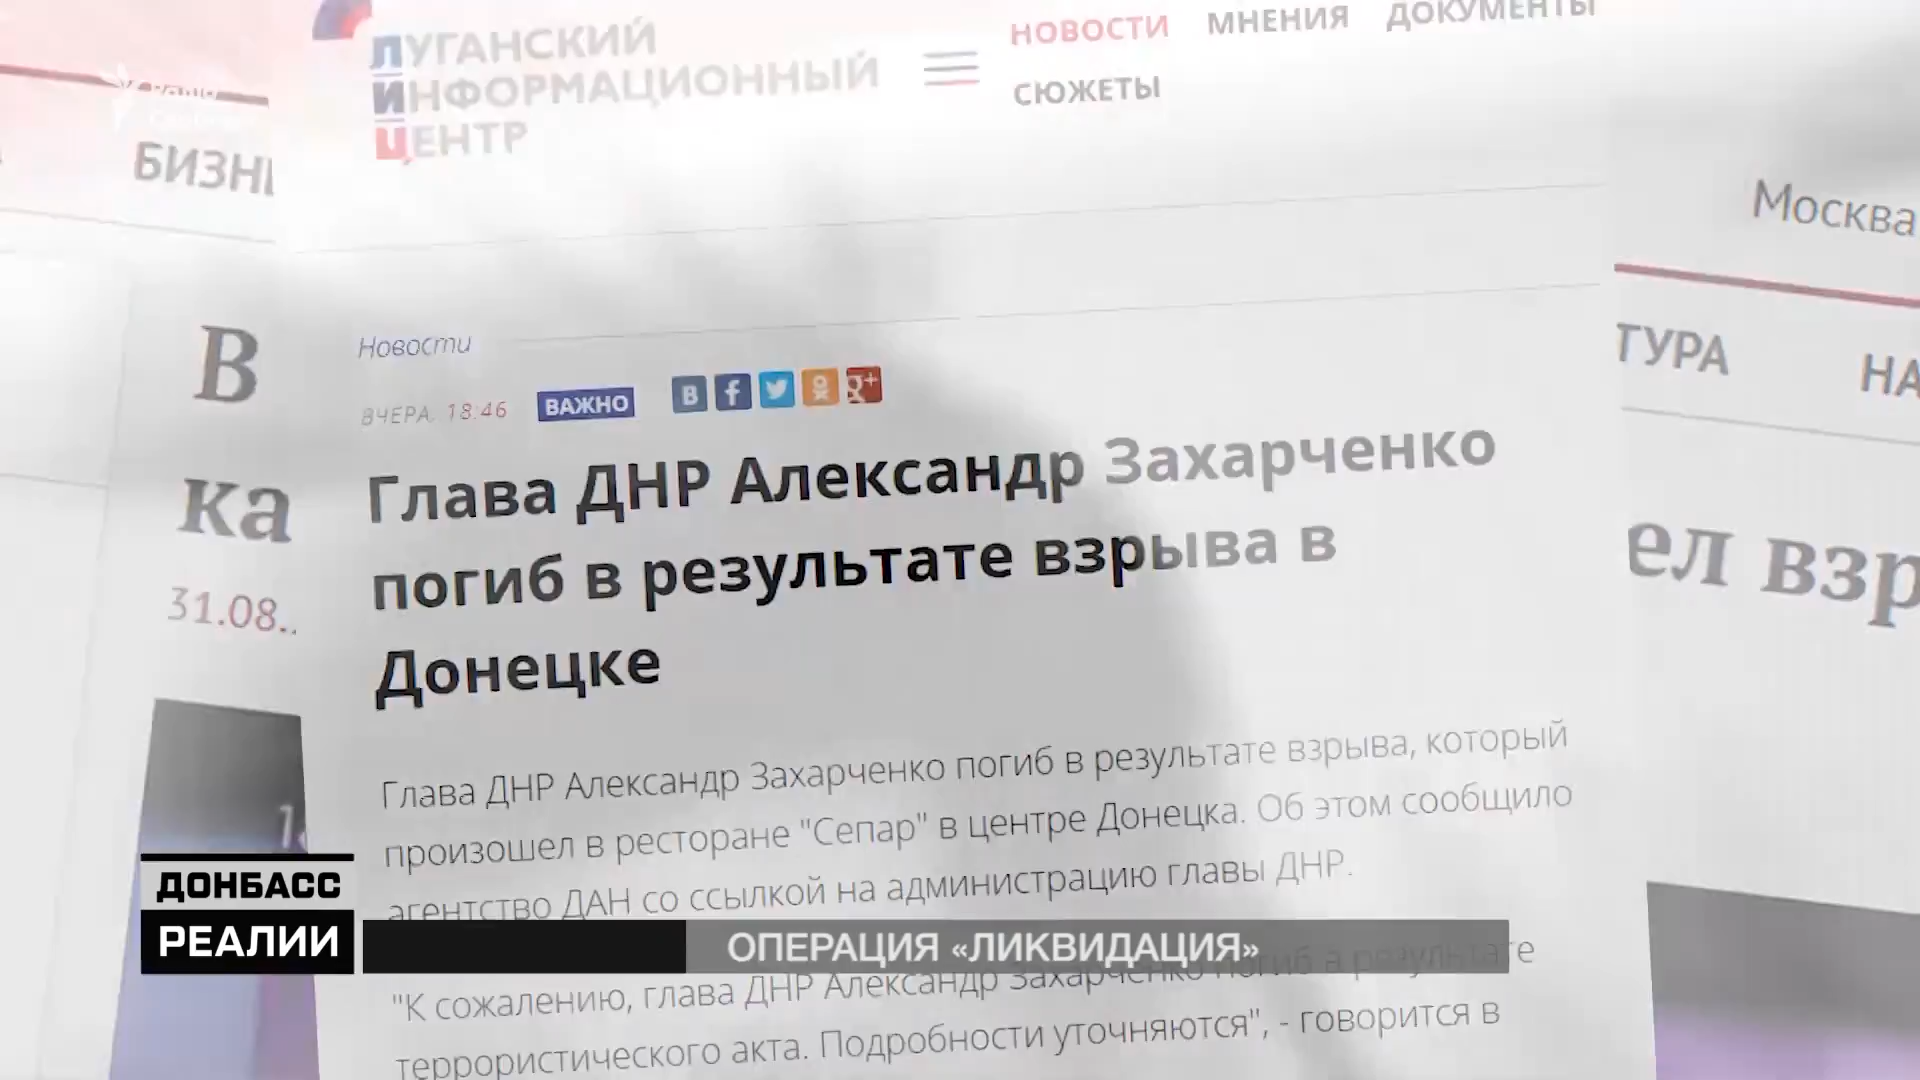 ЛУГАНСКИЙ
ИНФОРМАЦИОННЫЙ
ЦЕНТР
НОВОСТИ МНЕНИЯ ДОКУМЕНТЫ
СЮЖЕТЫ
Москва
ТУРА НА
В
ка
31.08..
ел взр
Новости
ВЧЕРА, 18:46 ВАЖНО
Глава ДНР Александр Захарченко
погиб в результате взрыва в
Донецке
Глава ДНР Александр Захарченко погиб в результате взрыва, который
произошел в ресторане "Сепар" в центре Донецка. Об этом сообщило
агентство ДАН со ссылкой на администрацию главы ДНР.
"К сожалению, глава ДНР Александр Захарченко погиб в результате
террористического акта. Подробности уточняются", - говорится в
ДОНБАСС
РЕАЛИИ
ОПЕРАЦИЯ «ЛИКВИДАЦИЯ»